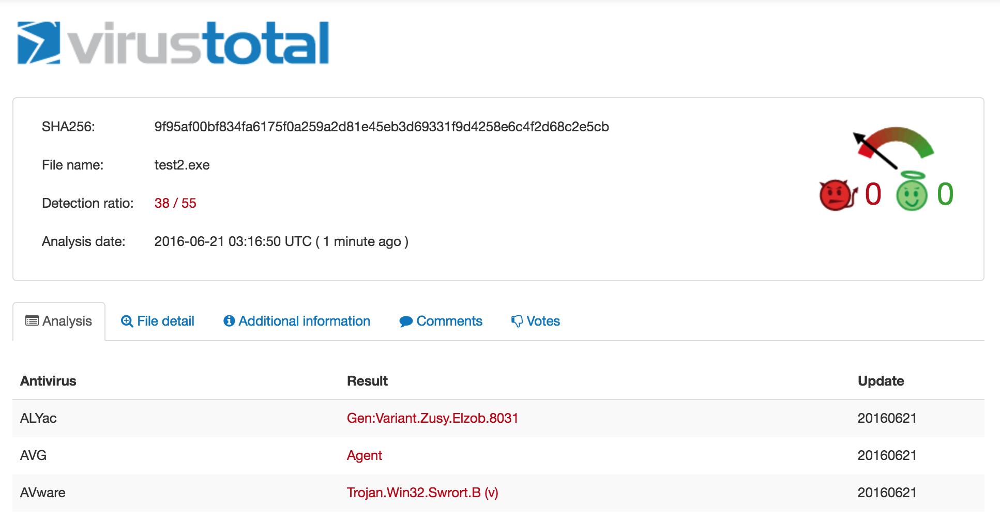 virustotal
SHA256: 9f95af00bf834fa6175f0a259a2d81e45eb3d69331f9d4258e6c4f2d68c2e5cb
File name: test2.exe
Detection ratio: 38 / 55
Analysis date: 2016-06-21 03:16:50 UTC ( 1 minute ago )
0 0
Analysis File detail Additional information Comments Votes
Antivirus Result Update
ALYac Gen:Variant.Zusy.Elzob.8031 20160621
AVG Agent 20160621
AVware Trojan.Win32.Swrort.B (v) 20160621